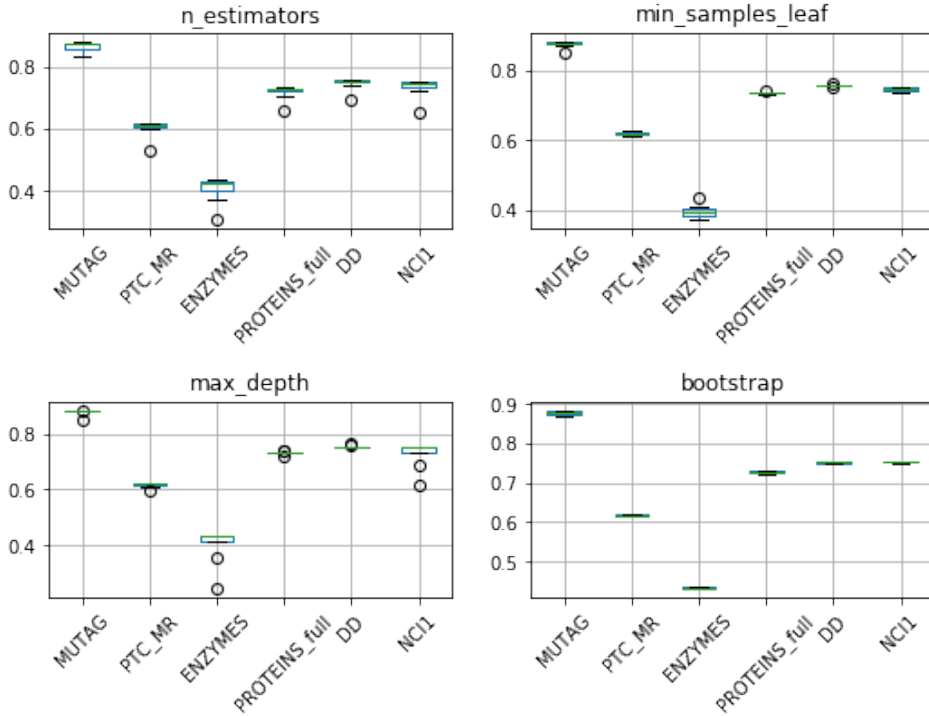 n_estimators
0.8
0.6
0.4
MUTAG
PTC_MR
ENZYMES
PROTEINS_full
DD
NCI1
min_samples_leaf
0.8
0.6
0.4
MUTAG
PTC_MR
ENZYMES
PROTEINS_full
DD
NCI1
max_depth
0.8
0.6
0.4
MUTAG
PTC_MR
ENZYMES
PROTEINS_full
DD
NCI1
bootstrap
0.9
0.8
0.7
0.6
0.5
MUTAG
PTC_MR
ENZYMES
PROTEINS_full
DD
NCI1